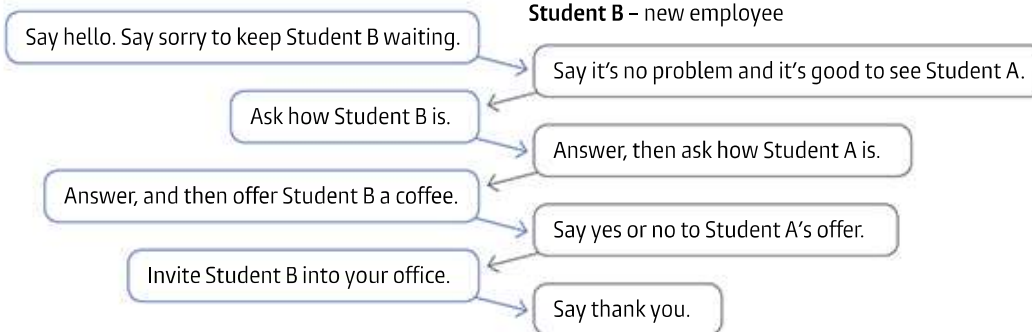 Student B – new employee
Say hello. Say sorry to keep Student B waiting.
Say it's no problem and it's good to see Student A.
Ask how Student B is.
Answer, then ask how Student A is.
Answer, and then offer Student B a coffee.
Say yes or no to Student A's offer.
Invite Student B into your office.
Say thank you.